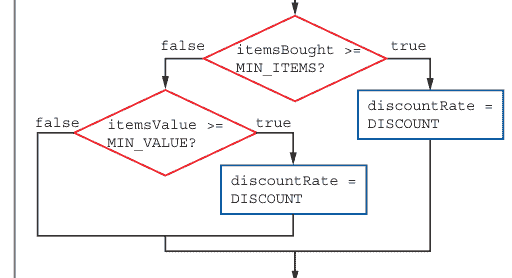 false
itemsBought >=
MIN_ITEMS?
true
discountRate =
DISCOUNT
false
itemsValue >=
MIN_VALUE?
true
discountRate =
DISCOUNT